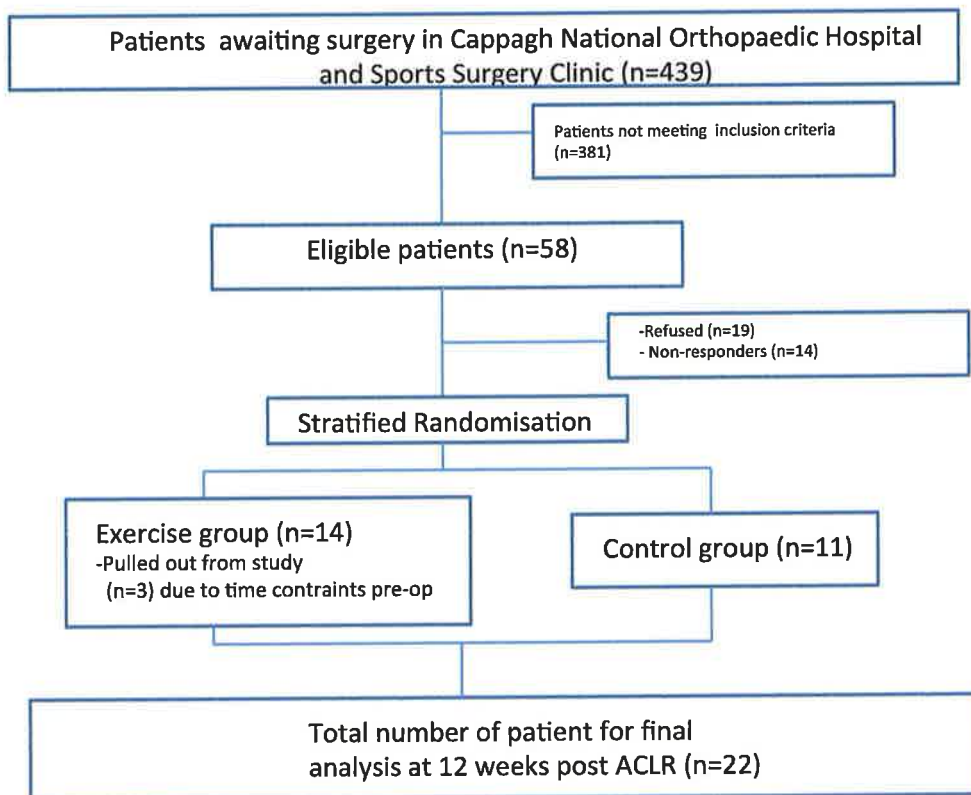 Patients awaiting surgery in Cappagh National Orthopaedic Hospital
and Sports Surgery Clinic (n=439)
Patients not meeting inclusion criteria
(n=381)
Eligible patients (n=58)
-Refused (n=19)
- Non-responders (n=14)
Stratified Randomisation
Exercise group (n=14)
-Pulled out from study
(n=3) due to time contraints pre-op
Control group (n=11)
Total number of patient for final
analysis at 12 weeks post ACLR (n=22)